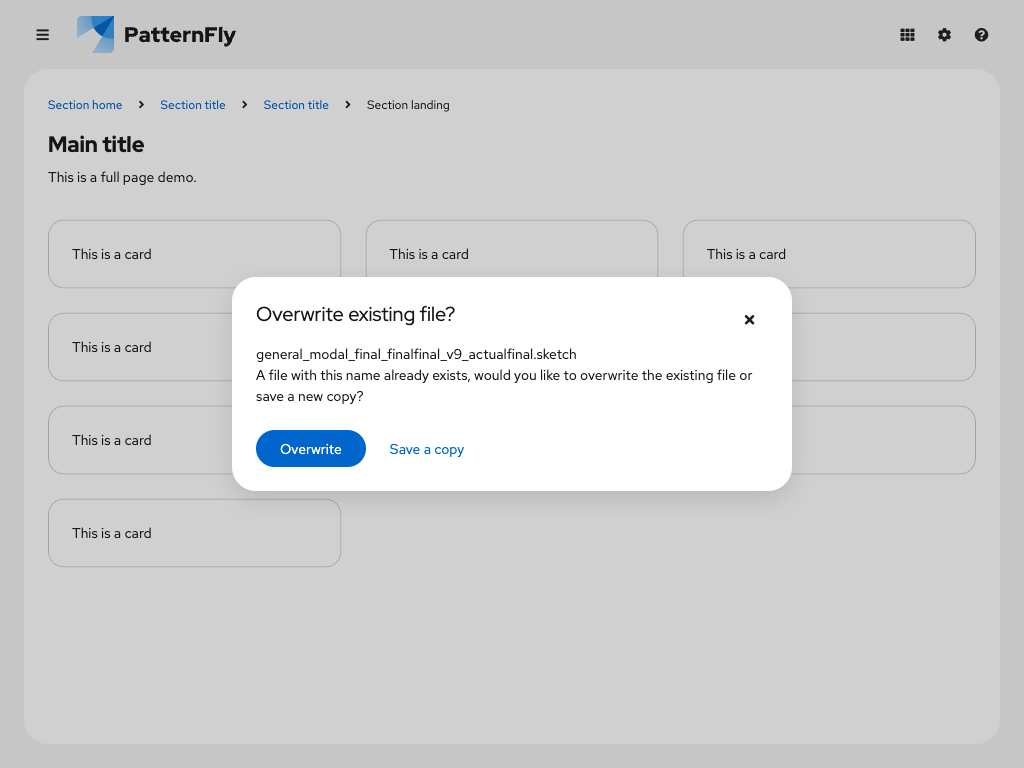 PatternFly
Section home
Section title
Section title
Section landing
Main title
This is a full page demo.
This is a card
This is a card
This is a card
This is a card
This is a card
This is a card
Overwrite existing file?
general_modal_final_finalfinal_v9_actualfinal.sketch
A file with this name already exists, would you like to overwrite the existing file or
save a new copy?
Overwrite
Save a copy